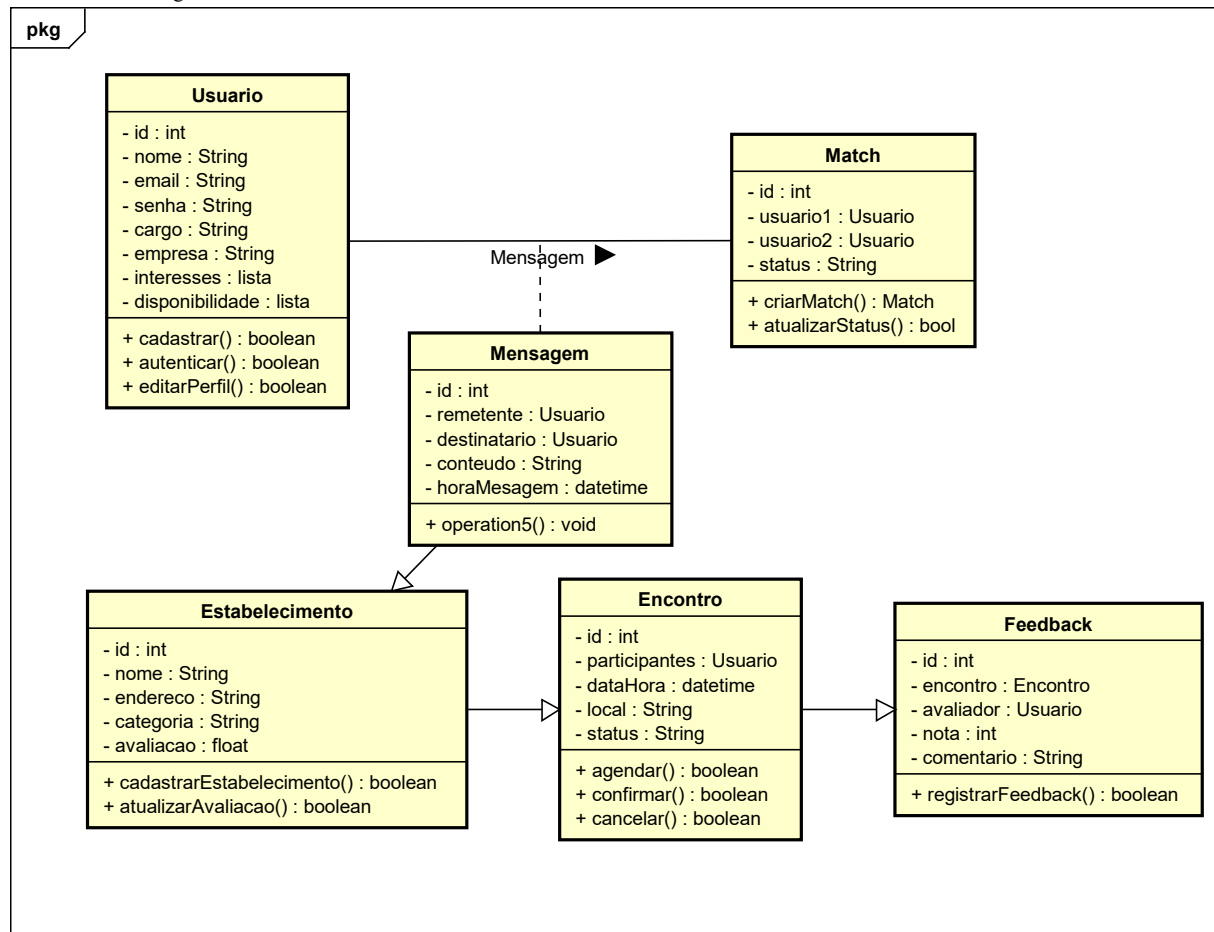 pkg
Usuario
- id : int
- nome : String
- email : String
- senha : String
- cargo : String
- empresa : String
- interesses : lista
- disponibilidade : lista
+ cadastrar() : boolean
+ autenticar() : boolean
+ editarPerfil() : boolean
Match
- id : int
- usuario1 : Usuario
- usuario2 : Usuario
- status : String
+ criarMatch() : Match
+ atualizarStatus() : bool
Mensagem
Mensagem
- id : int
- remetente : Usuario
- destinatario : Usuario
- conteudo : String
- horaMesagem : datetime
+ operation5() : void
Estabelecimento
- id : int
- nome : String
- endereco : String
- categoria : String
- avaliacao : float
+ cadastrarEstabelecimento() : boolean
+ atualizarAvaliacao() : boolean
Encontro
- id : int
- participantes : Usuario
- dataHora : datetime
- local : String
- status : String
+ agendar() : boolean
+ confirmar() : boolean
+ cancelar() : boolean
Feedback
- id : int
- encontro : Encontro
- avaliador : Usuario
- nota : int
- comentario : String
+ registrarFeedback() : boolean